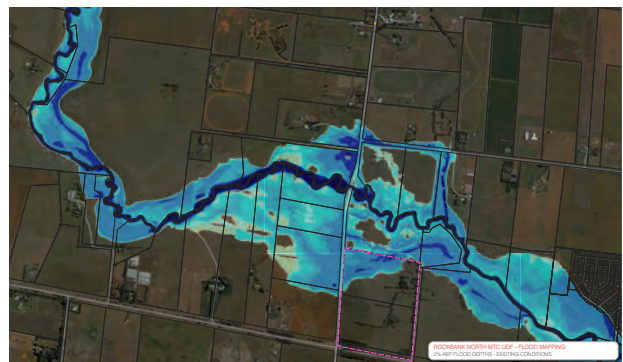 ROCKBANK NORTH MTC UDF - FLOOD MAPPING
2% AEP FLOOD DEPTHS - EXISTING CONDITIONS